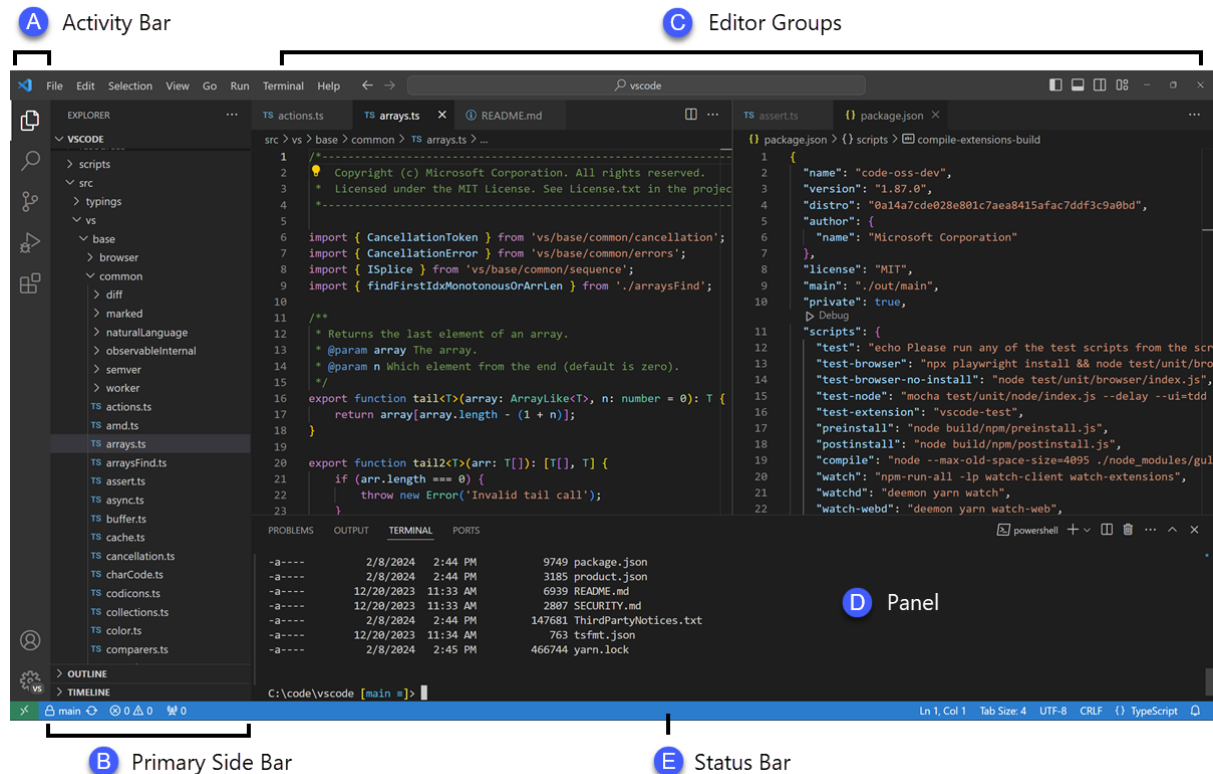 A Activity Bar
C Editor Groups
File Edit Selection View Go Run Terminal Help
vscode
EXPLORER
VSCODE
scripts
src
typings
vs
base
browser
common
diff
marked
naturalLanguage
observableInternal
semver
worker
TS actions.ts
TS amd.ts
TS arrays.ts
TS arraysFind.ts
TS assert.ts
TS async.ts
TS buffer.ts
TS cache.ts
TS cancellation.ts
TS charCode.ts
TS codicons.ts
TS collections.ts
TS color.ts
TS comparers.ts
OUTLINE
TIMELINE
VS
TS actions.ts TS arrays.ts README.md
src > vs > base > common > TS arrays.ts > ...
1 /*---------------------------------------------------------------
2 Copyright (c) Microsoft Corporation. All rights reserved.
3 * Licensed under the MIT License. See License.txt in the projec
4 *---------------------------------------------------------------
5
6 import { CancellationToken } from 'vs/base/common/cancellation';
7 import { CancellationError } from 'vs/base/common/errors';
8 import { ISplice } from 'vs/base/common/sequence';
9 import { findFirstIdxMonotonousOrArrLen } from './arraysFind';
10
11 /**
12 * Returns the last element of an array.
13 * @param array The array.
14 * @param n Which element from the end (default is zero).
15 */
16 export function tail<T>(array: ArrayLike<T>, n: number = 0): T {
17 return array[array.length - (1 + n)];
18 }
19
20 export function tail2<T>(arr: T[]): [T[], T] {
21 if (arr.length === 0) {
22 throw new Error('Invalid tail call');
23 }
TS assert.ts {} package.json
{} package.json > {} scripts > compile-extensions-build
1 {
2 "name": "code-oss-dev",
3 "version": "1.87.0",
4 "distro": "0a14a7cde028e801c7aea8415afac7ddf3c9a0bd",
5 "author": {
6 "name": "Microsoft Corporation"
7 },
8 "license": "MIT",
9 "main": "./out/main",
10 "private": true,
Debug
11 "scripts": {
12 "test": "echo Please run any of the test scripts from the scr
13 "test-browser": "npx playwright install && node test/unit/bro
14 "test-browser-no-install": "node test/unit/browser/index.js",
15 "test-node": "mocha test/unit/node/index.js --delay --ui=tdd
16 "test-extension": "vscode-test",
17 "preinstall": "node build/npm/preinstall.js",
18 "postinstall": "node build/npm/postinstall.js",
19 "compile": "node --max-old-space-size=4095 ./node_modules/gul
20 "watch": "npm-run-all -lp watch-client watch-extensions",
21 "watchd": "deemon yarn watch",
22 "watch-webd": "deemon yarn watch-web",
PROBLEMS OUTPUT TERMINAL PORTS
powershell
-a---- 2/8/2024 2:44 PM 9749 package.json
-a---- 2/8/2024 2:44 PM 3185 product.json
-a---- 12/20/2023 11:33 AM 6939 README.md
-a---- 12/20/2023 11:33 AM 2807 SECURITY.md
-a---- 2/8/2024 2:44 PM 147681 ThirdPartyNotices.txt
-a---- 12/20/2023 11:34 AM 763 tsfmt.json
-a---- 2/8/2024 2:45 PM 466744 yarn.lock
C:\code\vscode [main ≡]>
D Panel
main 0 0 0
Ln 1, Col 1 Tab Size: 4 UTF-8 CRLF {} TypeScript
B Primary Side Bar
E Status Bar